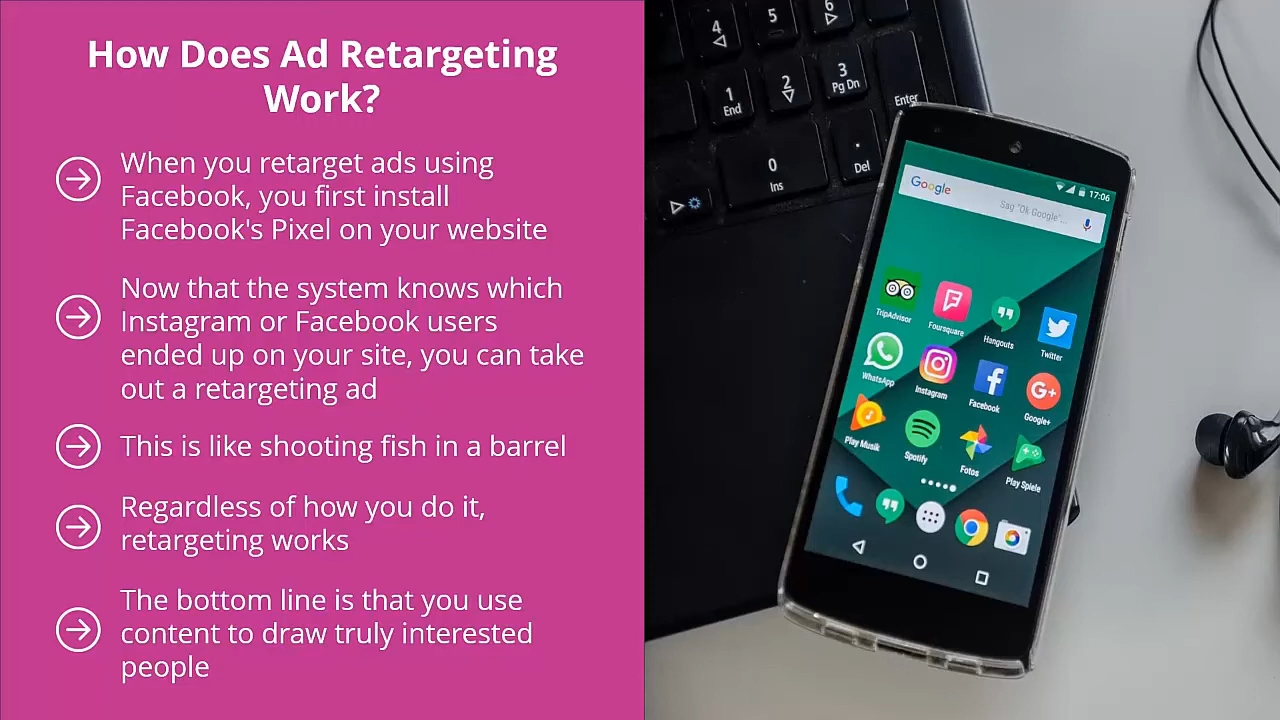 How Does Ad Retargeting
Work?
When you retarget ads using
Facebook, you first install
Facebook's Pixel on your website
Now that the system knows which
Instagram or Facebook users
ended up on your site, you can take
out a retargeting ad
This is like shooting fish in a barrel
Regardless of how you do it,
retargeting works
The bottom line is that you use
content to draw truly interested
people
4
5
6
1
End
2
3
Pg Dn
Enter
0
Ins
.
Del
17:06
Google
Say "Ok Google"...
TripAdvisor
Foursquare
Hangouts
Twitter
WhatsApp
Instagram
Facebook
G+
Google+
Play Musik
Spotify
Fotos
Play Spiele